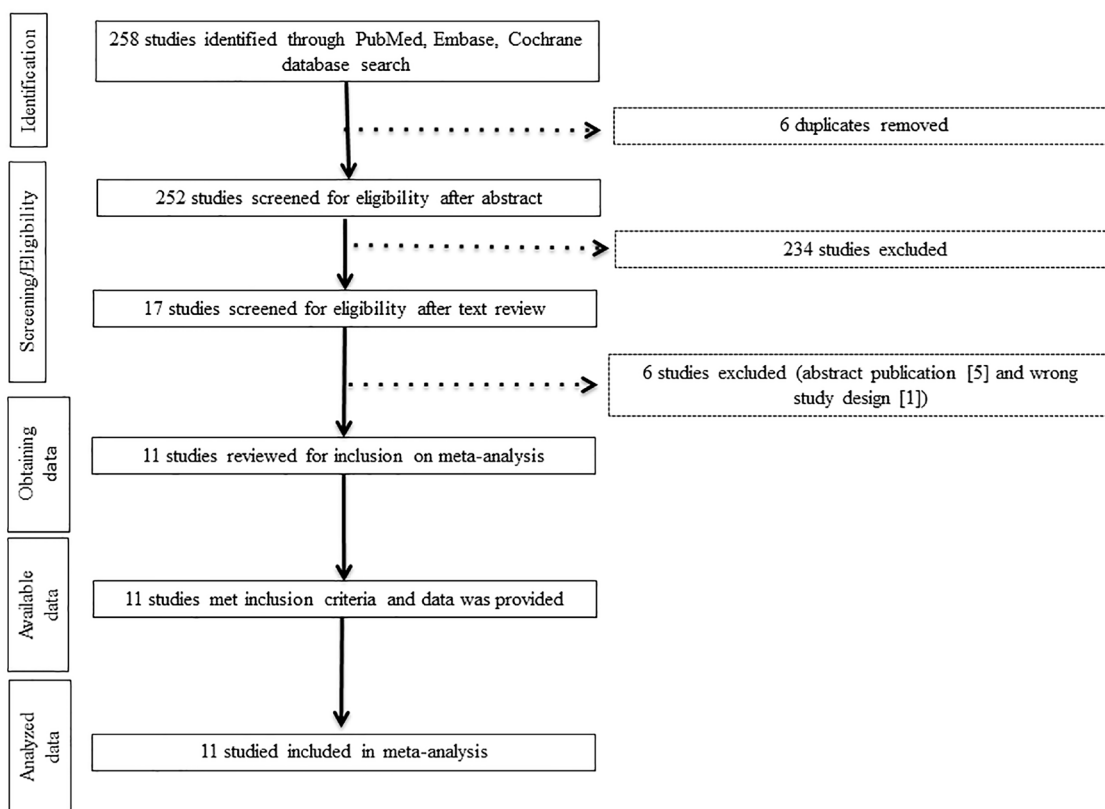 Identification
258 studies identified through PubMed, Embase, Cochrane
database search
6 duplicates removed
Screening/Eligibility
252 studies screened for eligibility after abstract
234 studies excluded
17 studies screened for eligibility after text review
6 studies excluded (abstract publication [5] and wrong
study design [1])
Obtaining
data
11 studies reviewed for inclusion on meta-analysis
Available
data
11 studies met inclusion criteria and data was provided
Analyzed
data
11 studied included in meta-analysis